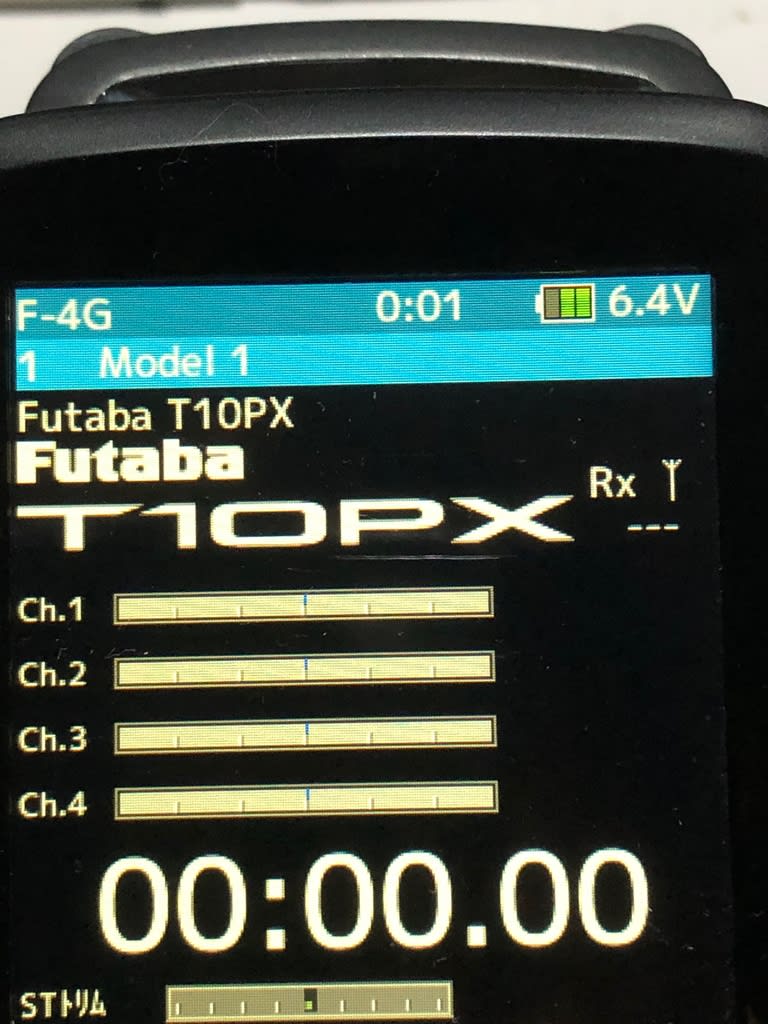 F-4G 0:01 6.4V
1 Model 1
Futaba T10PX
Futaba
T10PX
Rx
---
Ch.1
Ch.2
Ch.3
Ch.4
00:00.00
STﾄﾘﾑ